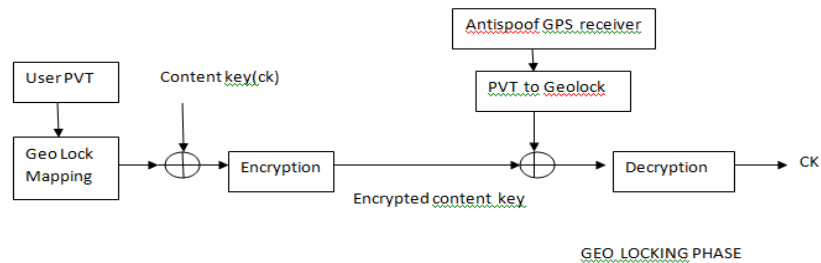 Antispoof GPS receiver
User PVT
Content key(ck)
PVT to Geolock
Geo Lock
Mapping
Encryption
Decryption
CK
Encrypted content key
GEO LOCKING PHASE